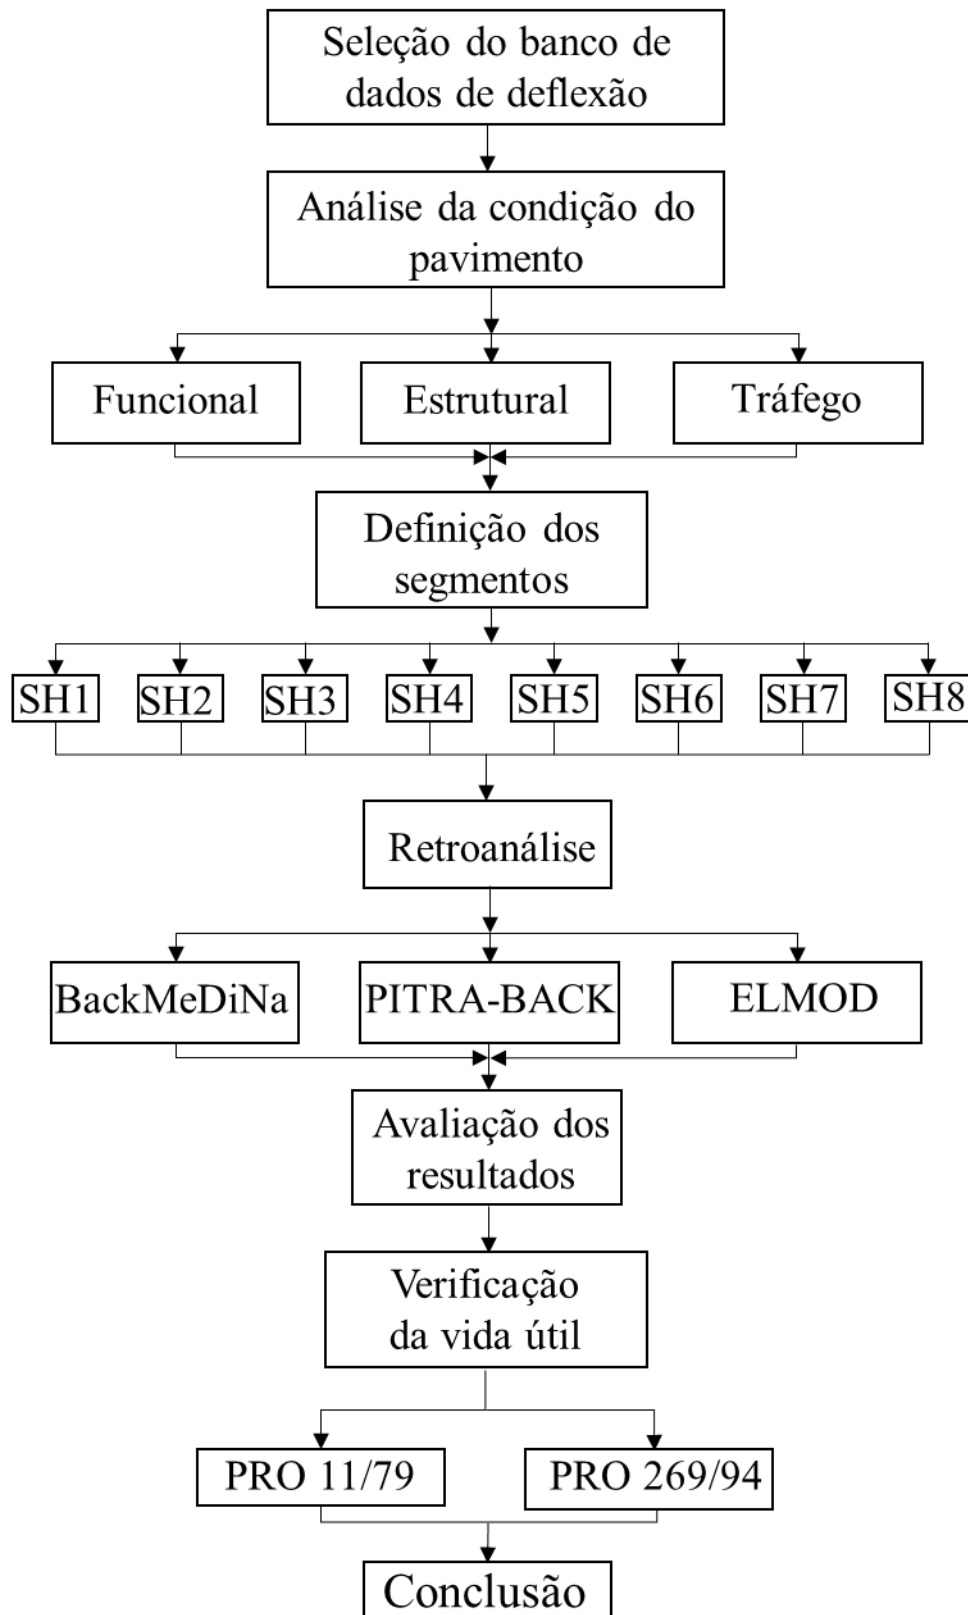 Seleção do banco de
dados de deflexão
Análise da condição do
pavimento
Funcional
Estrutural
Tráfego
Definição dos
segmentos
SH1
SH2
SH3
SH4
SH5
SH6
SH7
SH8
Retroanálise
BackMeDiNa
PITRA-BACK
ELMOD
Avaliação dos
resultados
Verificação
da vida útil
PRO 11/79
PRO 269/94
Conclusão